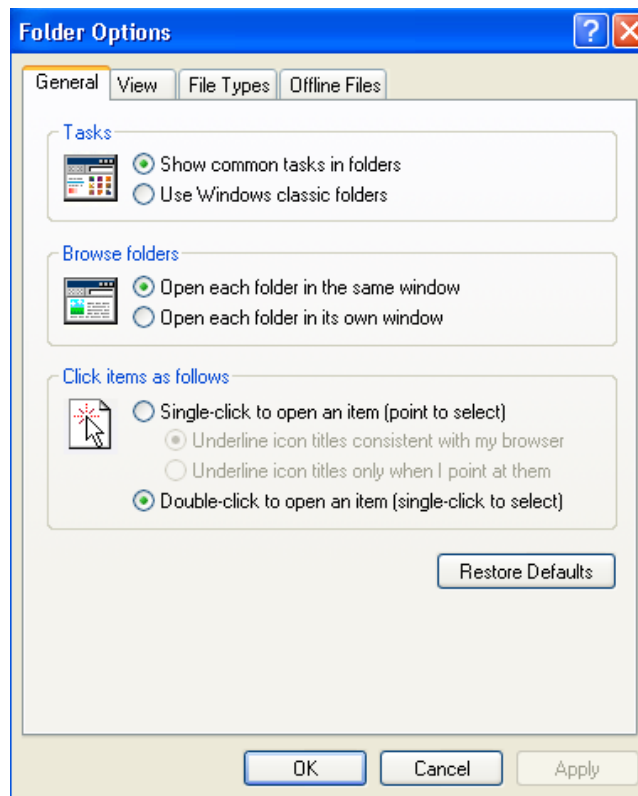 Folder Options
General View File Types Offline Files
Tasks
Show common tasks in folders
Use Windows classic folders
Browse folders
Open each folder in the same window
Open each folder in its own window
Click items as follows
Single-click to open an item (point to select)
Underline icon titles consistent with my browser
Underline icon titles only when I point at them
Double-click to open an item (single-click to select)
Restore Defaults
OK Cancel Apply